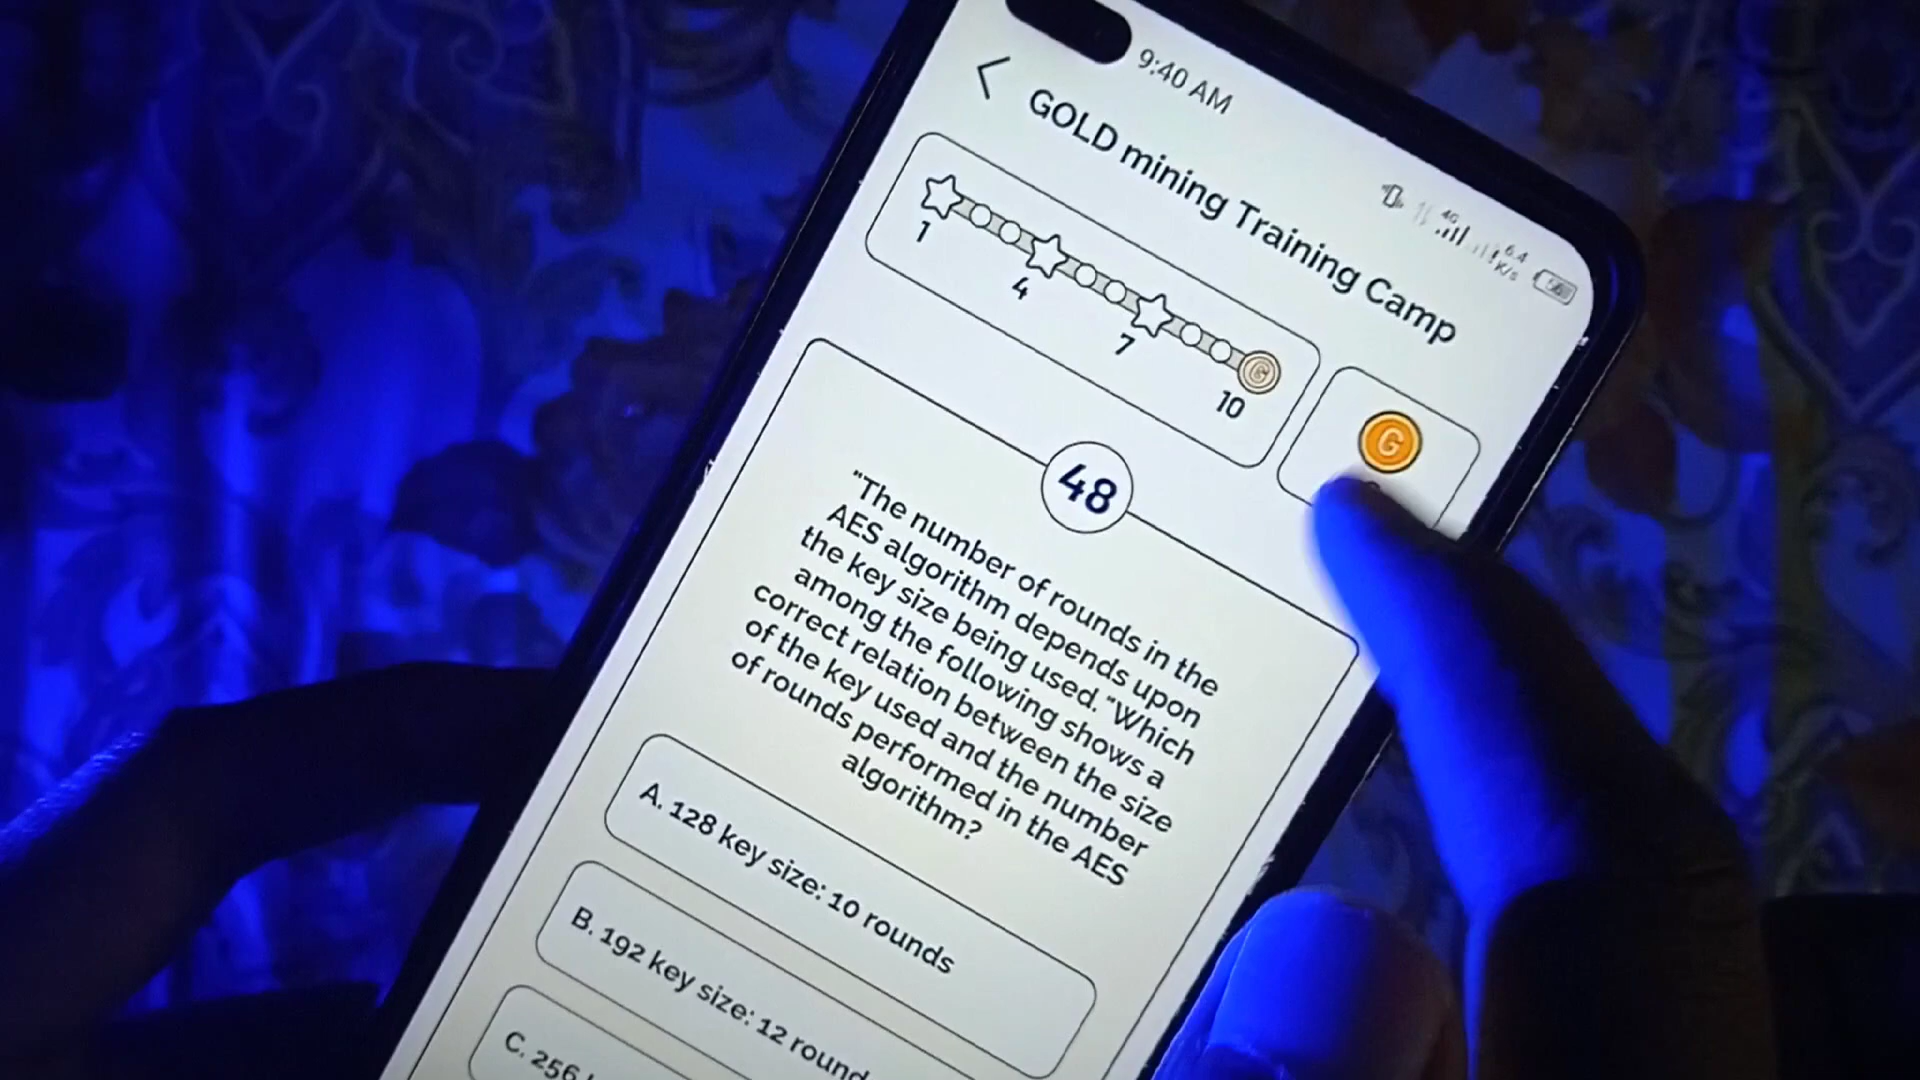 9:40 AM
4G
6.4
K/s
GOLD mining Training Camp
1
4
7
G
10
G
48
"The number of rounds in the
AES algorithm depends upon
the key size being used. "Which
among the following shows a
correct relation between the size
of the key used and the number
of rounds performed in the AES
algorithm?
A. 128 key size: 10 rounds
B. 192 key size: 12 round
C. 256